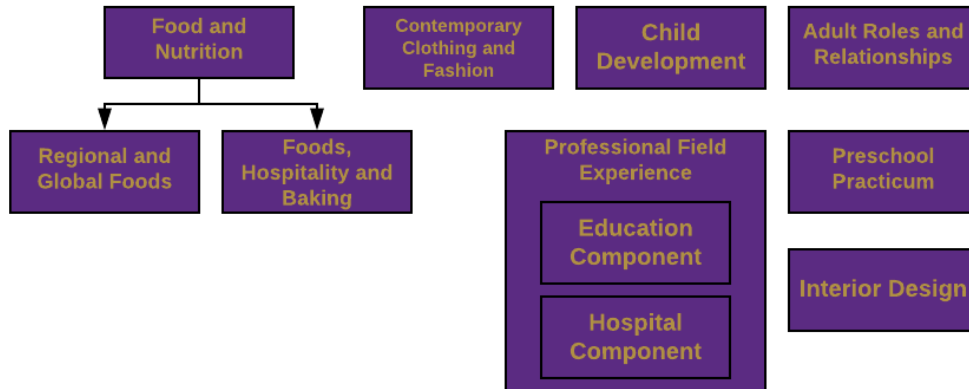 Food and
Nutrition
Contemporary
Clothing and
Fashion
Child
Development
Adult Roles and
Relationships
Regional and
Global Foods
Foods,
Hospitality and
Baking
Professional Field
Experience
Education
Component
Hospital
Component
Preschool
Practicum
Interior Design